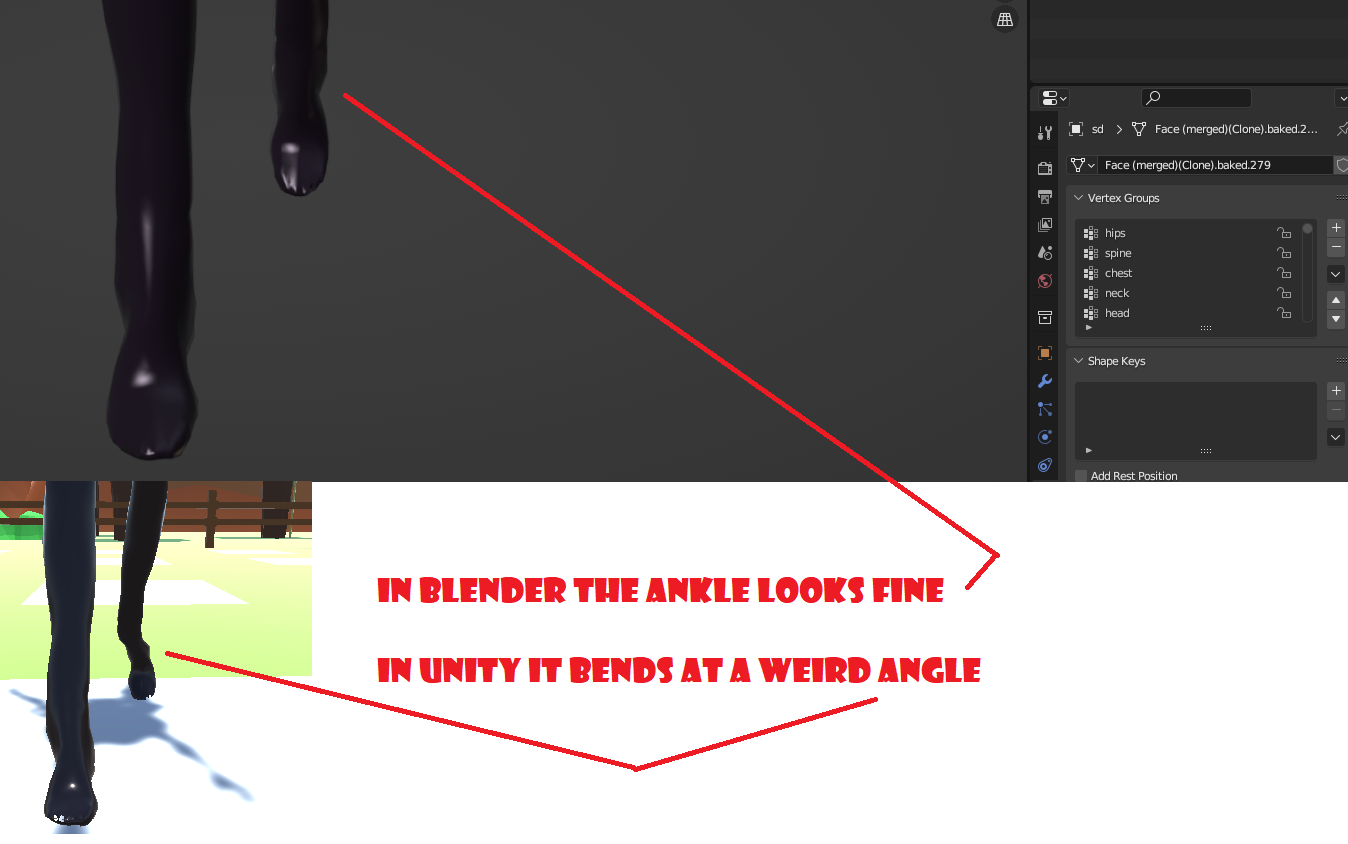 sd > Face (merged)(Clone).baked.2...
Face (merged)(Clone).baked.279
Vertex Groups
hips
spine
chest
neck
head
Shape Keys
Add Rest Position
IN BLENDER THE ANKLE LOOKS FINE
IN UNITY IT BENDS AT A WEIRD ANGLE